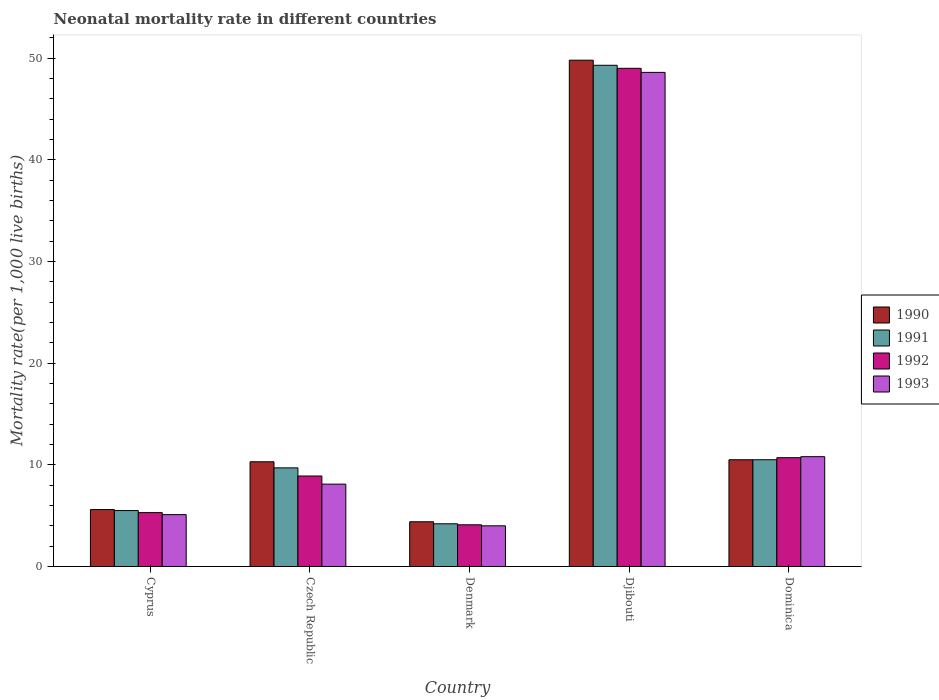 Neonatal mortality rate in different countries
Mortality rate(per 1,000 live births)
50
40
30
20
10
0
Cyprus
Czech Republic
Denmark
Djibouti
Dominica
Country
1990
1991
1992
1993